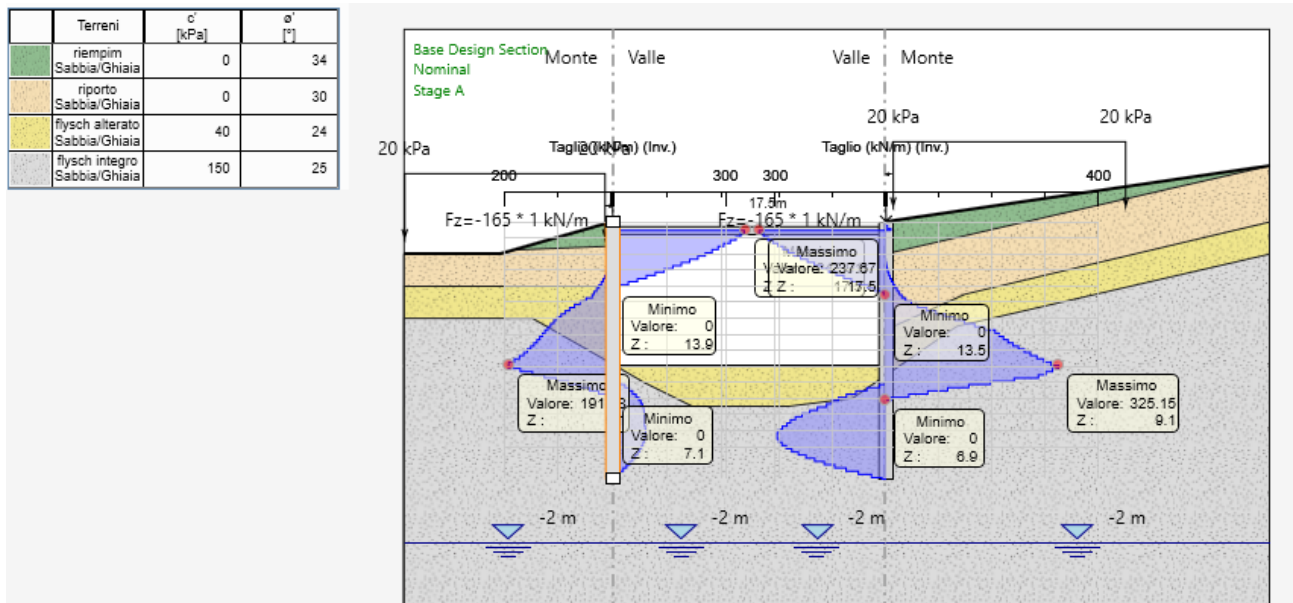 Terreni c' ø'
[kPa] [°]
riempim
Sabbia/Ghiaia 0 34
riporto
Sabbia/Ghiaia 0 30
flysch alterato
Sabbia/Ghiaia 40 24
flysch integro
Sabbia/Ghiaia 150 25
Base Design Section
Nominal
Stage A
Monte Valle Valle Monte
20 kPa 20 kPa
20 kPa
Taglio (kN/m) (Inv.) Taglio (kN/m) (Inv.)
200 300 300 400
17.5m
Fz=-165 * 1 kN/m Fz=-165 * 1 kN/m
Massimo
Valore: 237.67
Z : 17.5
Minimo
Valore: 0
Z : 13.9
Minimo
Valore: 0
Z : 13.5
Massimo
Valore: 191
Z :
Massimo
Valore: 325.15
Z : 9.1
Minimo
Valore: 0
Z : 7.1
Minimo
Valore: 0
Z : 6.9
-2 m -2 m -2 m -2 m